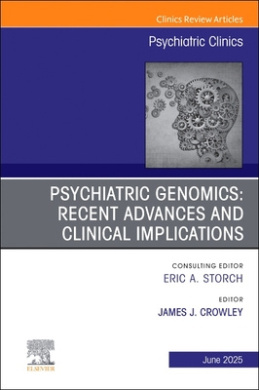 Clinics Review Articles
Psychiatric Clinics
PSYCHIATRIC GENOMICS:
RECENT ADVANCES AND
CLINICAL IMPLICATIONS
CONSULTING EDITOR
ERIC A. STORCH
EDITOR
JAMES J. CROWLEY
ELSEVIER
June 2025